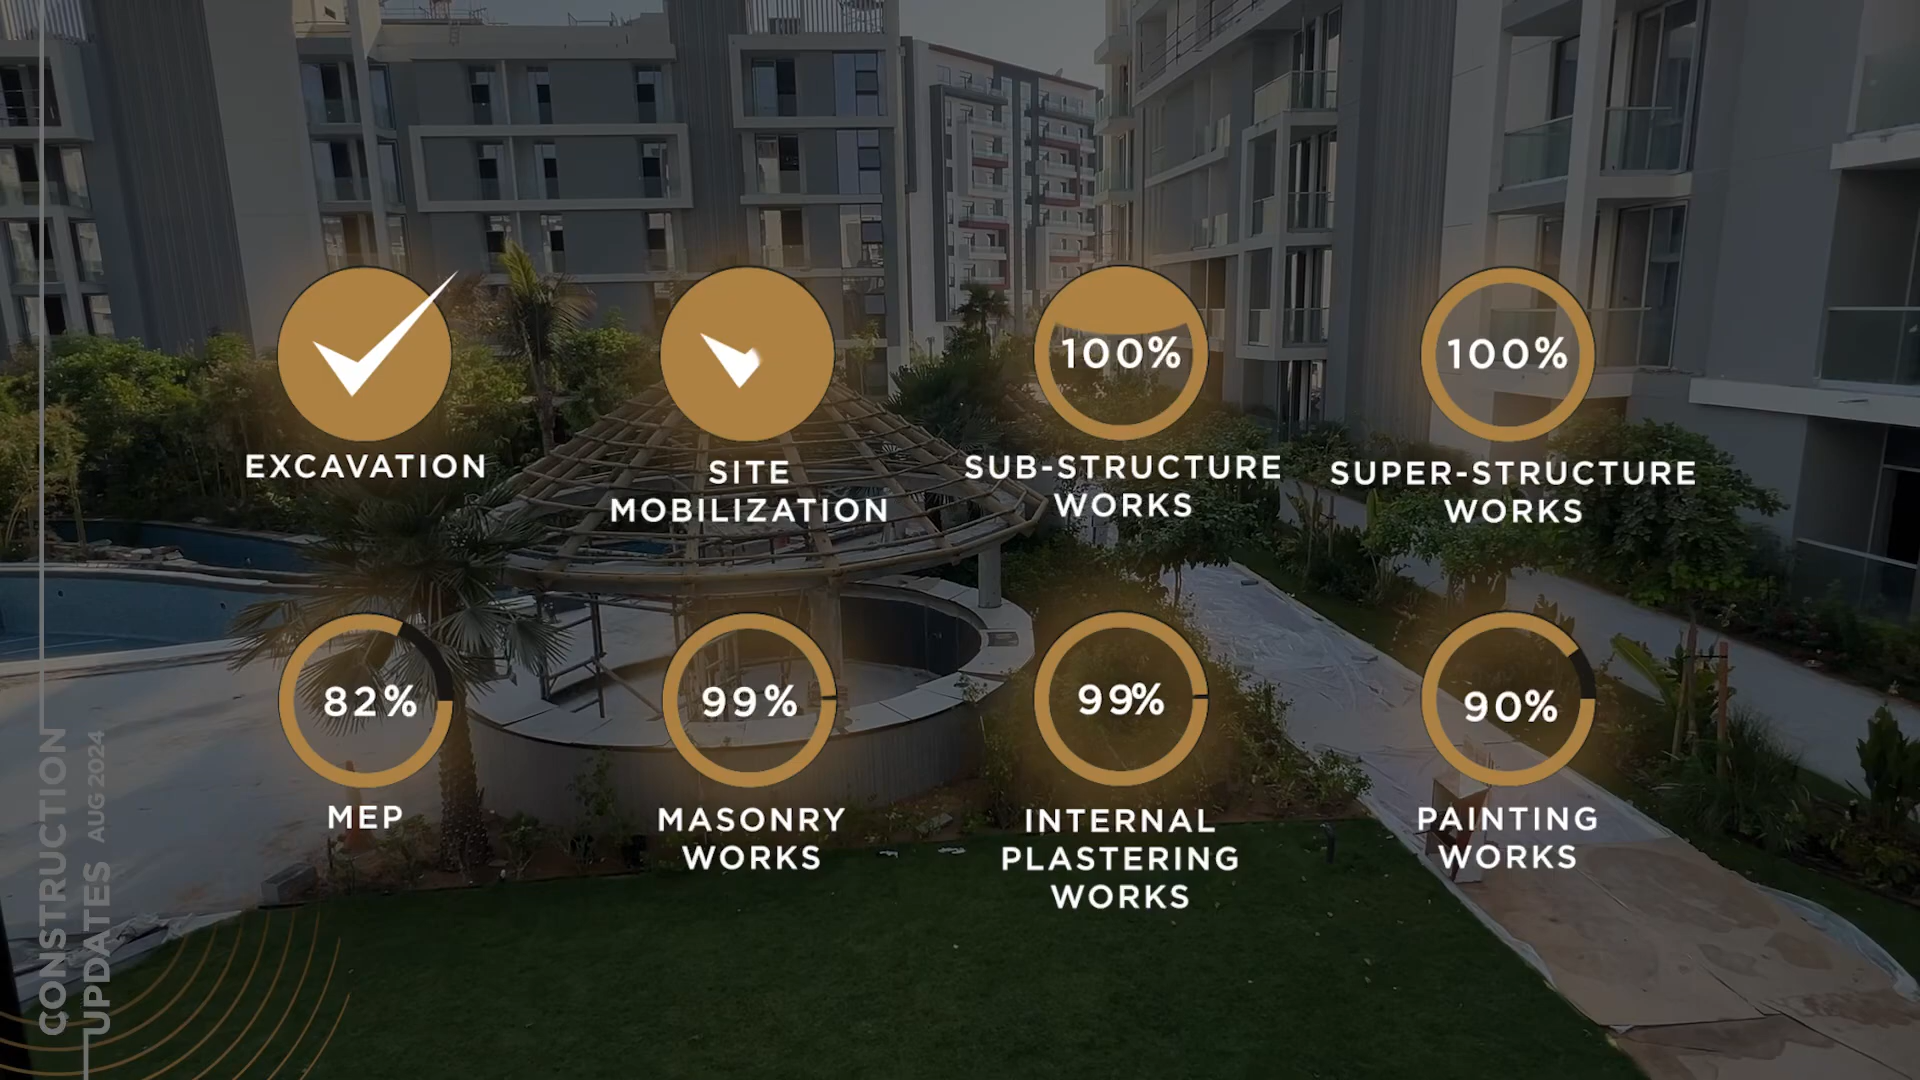 100%
100%
EXCAVATION
SITE
MOBILIZATION
SUB-STRUCTURE
WORKS
SUPER-STRUCTURE
WORKS
82%
99%
99%
90%
MEP
MASONRY
WORKS
INTERNAL
PLASTERING
WORKS
PAINTING
WORKS
CONSTRUCTION
UPDATES AUG 2024